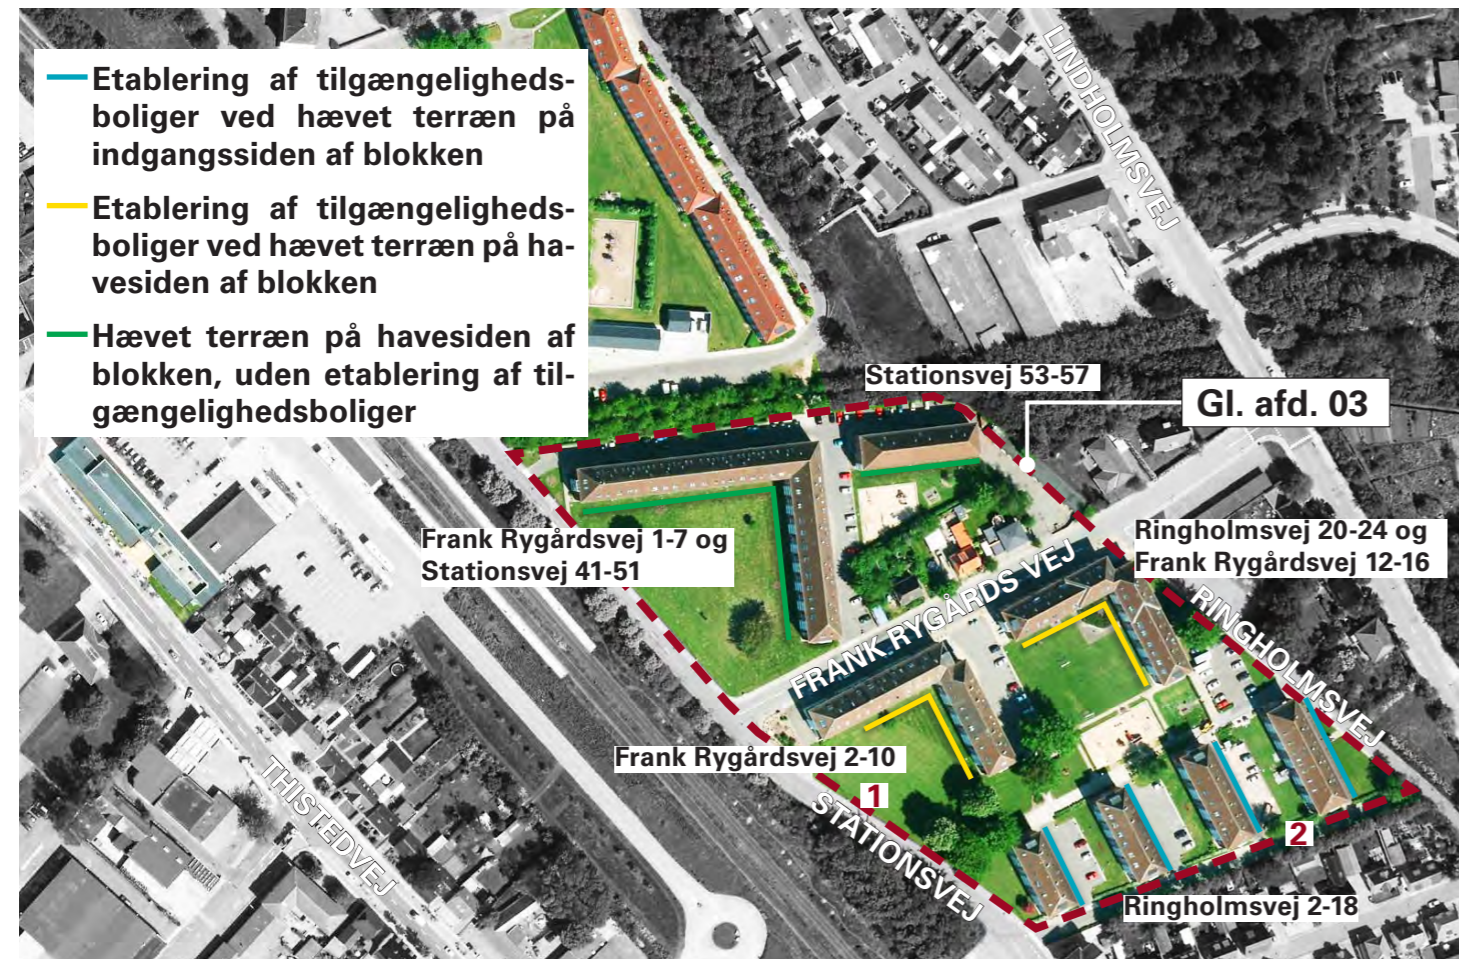 Etablering af tilgængeligheds-
boliger ved hævet terræn på
indgangssiden af blokken
Etablering af tilgængeligheds-
boliger ved hævet terræn på ha-
vesiden af blokken
Hævet terræn på havesiden af
blokken, uden etablering af til-
gængelighedsboliger
LINDHOLMSVEJ
Stationsvej 53-57
Gl. afd. 03
Frank Rygårdsvej 1-7 og
Stationsvej 41-51
Ringholmsvej 20-24 og
Frank Rygårdsvej 12-16
FRANK RYGÅRDS VEJ
RINGHOLMSVEJ
Frank Rygårdsvej 2-10
1
STATIONSVEJ
THISTEDVEJ
2
Ringholmsvej 2-18